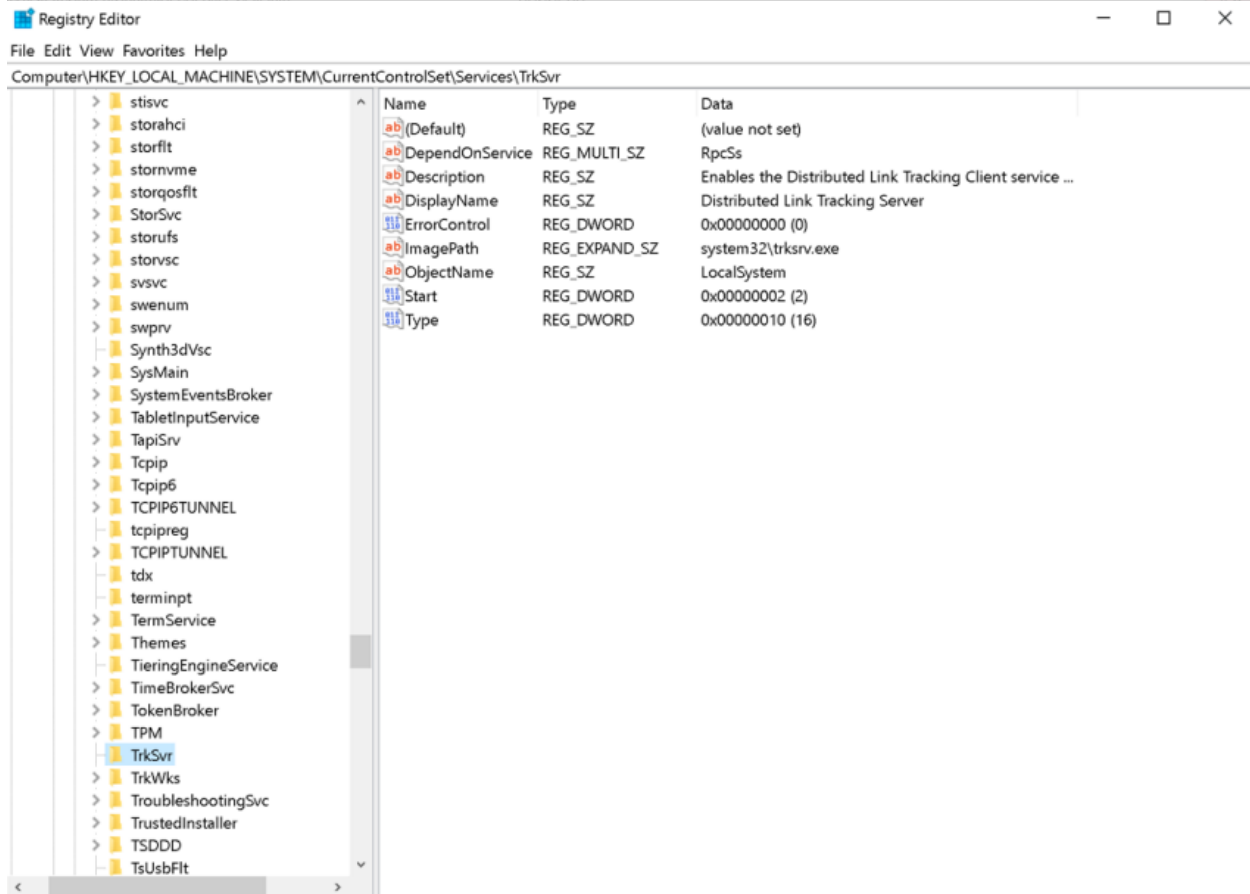 Registry Editor
File Edit View Favorites Help
Computer\HKEY_LOCAL_MACHINE\SYSTEM\CurrentControlSet\Services\TrkSvr
stisvc
storahci
storflt
stornvme
storqosflt
StorSvc
storufs
storvsc
svsvc
swenum
swprv
Synth3dVsc
SysMain
SystemEventsBroker
TabletInputService
TapiSrv
Tcpip
Tcpip6
TCPIP6TUNNEL
tcpipreg
TCPIPTUNNEL
tdx
terminpt
TermService
Themes
TieringEngineService
TimeBrokerSvc
TokenBroker
TPM
TrkSvr
TrkWks
TroubleshootingSvc
TrustedInstaller
TSDDD
TsUsbFlt
Name Type Data
(Default) REG_SZ (value not set)
DependOnService REG_MULTI_SZ RpcSs
Description REG_SZ Enables the Distributed Link Tracking Client service ...
DisplayName REG_SZ Distributed Link Tracking Server
ErrorControl REG_DWORD 0x00000000 (0)
ImagePath REG_EXPAND_SZ system32\trksrv.exe
ObjectName REG_SZ LocalSystem
Start REG_DWORD 0x00000002 (2)
Type REG_DWORD 0x00000010 (16)